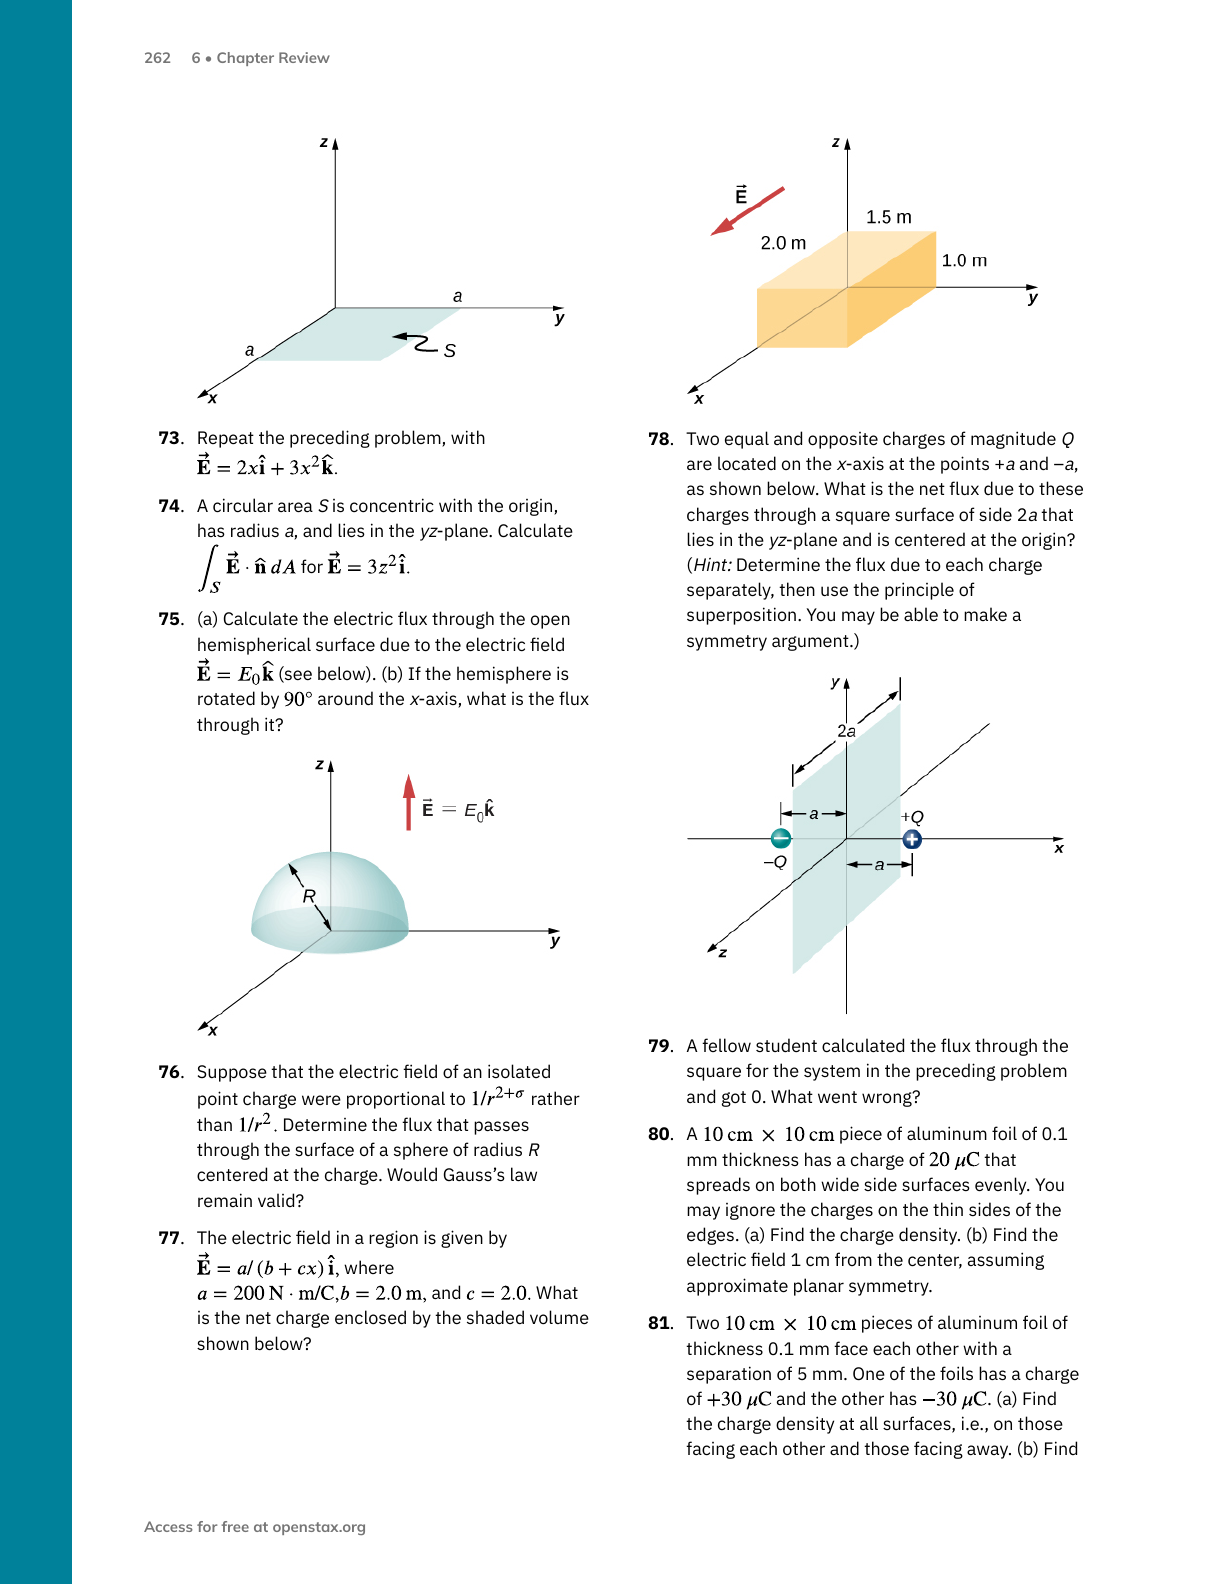 262 6 • Chapter Review
z
a
y
a
S
x
73. Repeat the preceding problem, with
E⃗ = 2xî + 3x²k̂.
74. A circular area S is concentric with the origin,
has radius a, and lies in the yz-plane. Calculate
∫_S E⃗ · n̂ dA for E⃗ = 3z²î.
75. (a) Calculate the electric flux through the open
hemispherical surface due to the electric field
E⃗ = E₀k̂ (see below). (b) If the hemisphere is
rotated by 90° around the x-axis, what is the flux
through it?
z
E⃗ = E₀k̂
R
y
x
76. Suppose that the electric field of an isolated
point charge were proportional to 1/r^{2+σ} rather
than 1/r². Determine the flux that passes
through the surface of a sphere of radius R
centered at the charge. Would Gauss’s law
remain valid?
77. The electric field in a region is given by
E⃗ = a/(b + cx)î, where
a = 200 N · m/C, b = 2.0 m, and c = 2.0. What
is the net charge enclosed by the shaded volume
shown below?
z
E⃗
1.5 m
2.0 m
1.0 m
y
x
78. Two equal and opposite charges of magnitude Q
are located on the x-axis at the points +a and –a,
as shown below. What is the net flux due to these
charges through a square surface of side 2a that
lies in the yz-plane and is centered at the origin?
(Hint: Determine the flux due to each charge
separately, then use the principle of
superposition. You may be able to make a
symmetry argument.)
y
2a
a
+Q
x
–Q
a
z
79. A fellow student calculated the flux through the
square for the system in the preceding problem
and got 0. What went wrong?
80. A 10 cm × 10 cm piece of aluminum foil of 0.1
mm thickness has a charge of 20 μC that
spreads on both wide side surfaces evenly. You
may ignore the charges on the thin sides of the
edges. (a) Find the charge density. (b) Find the
electric field 1 cm from the center, assuming
approximate planar symmetry.
81. Two 10 cm × 10 cm pieces of aluminum foil of
thickness 0.1 mm face each other with a
separation of 5 mm. One of the foils has a charge
of +30 μC and the other has −30 μC. (a) Find
the charge density at all surfaces, i.e., on those
facing each other and those facing away. (b) Find
Access for free at openstax.org